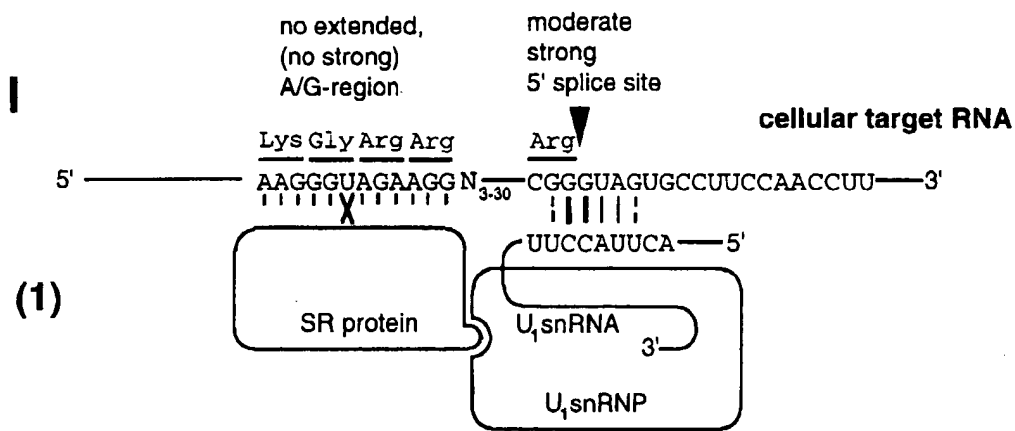 no extended,
(no strong)
A/G-region
moderate
strong
5' splice site
I
cellular target RNA
Lys Gly Arg Arg
Arg
5'
AAGGGUAGAAGG N3-30 CGGGUAGUGCCUUCCAACCUU
3'
UUCCAUUCA 5'
(1)
SR protein
U1snRNA
3'
U1snRNP